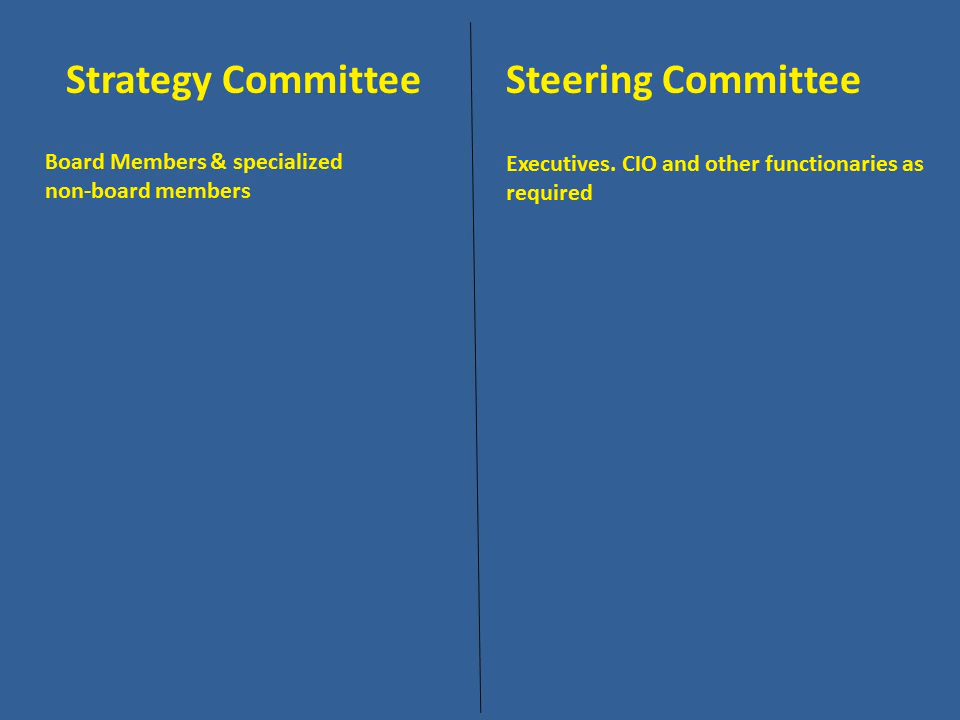 Strategy Committee
Board Members & specialized
non-board members
Steering Committee
Executives. CIO and other functionaries as
required